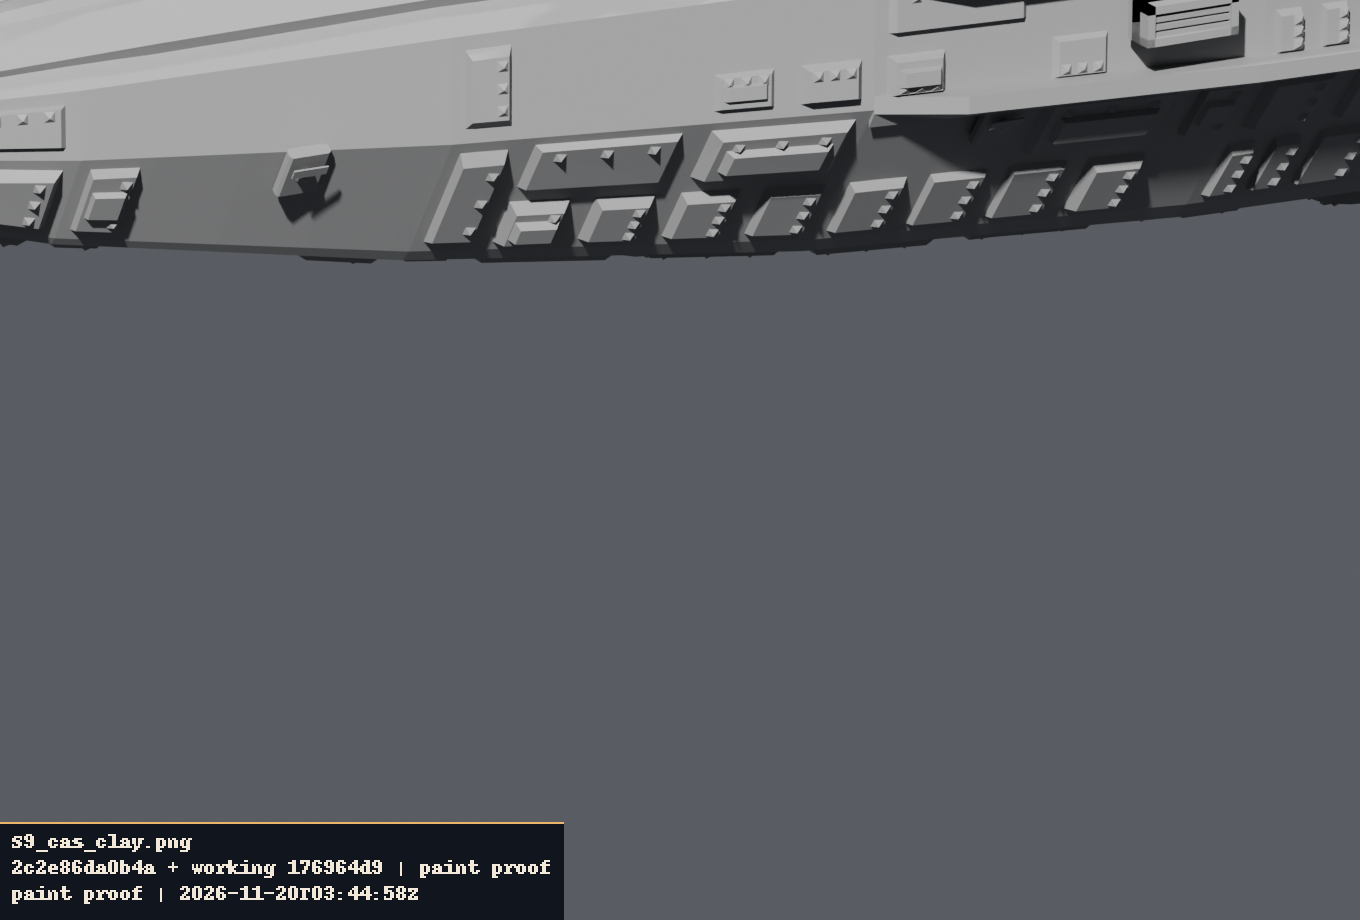 s9_cas_clay.png
2c2e86da0b4a + working 176964d9 | paint proof
paint proof | 2026-11-20T03:44:58Z